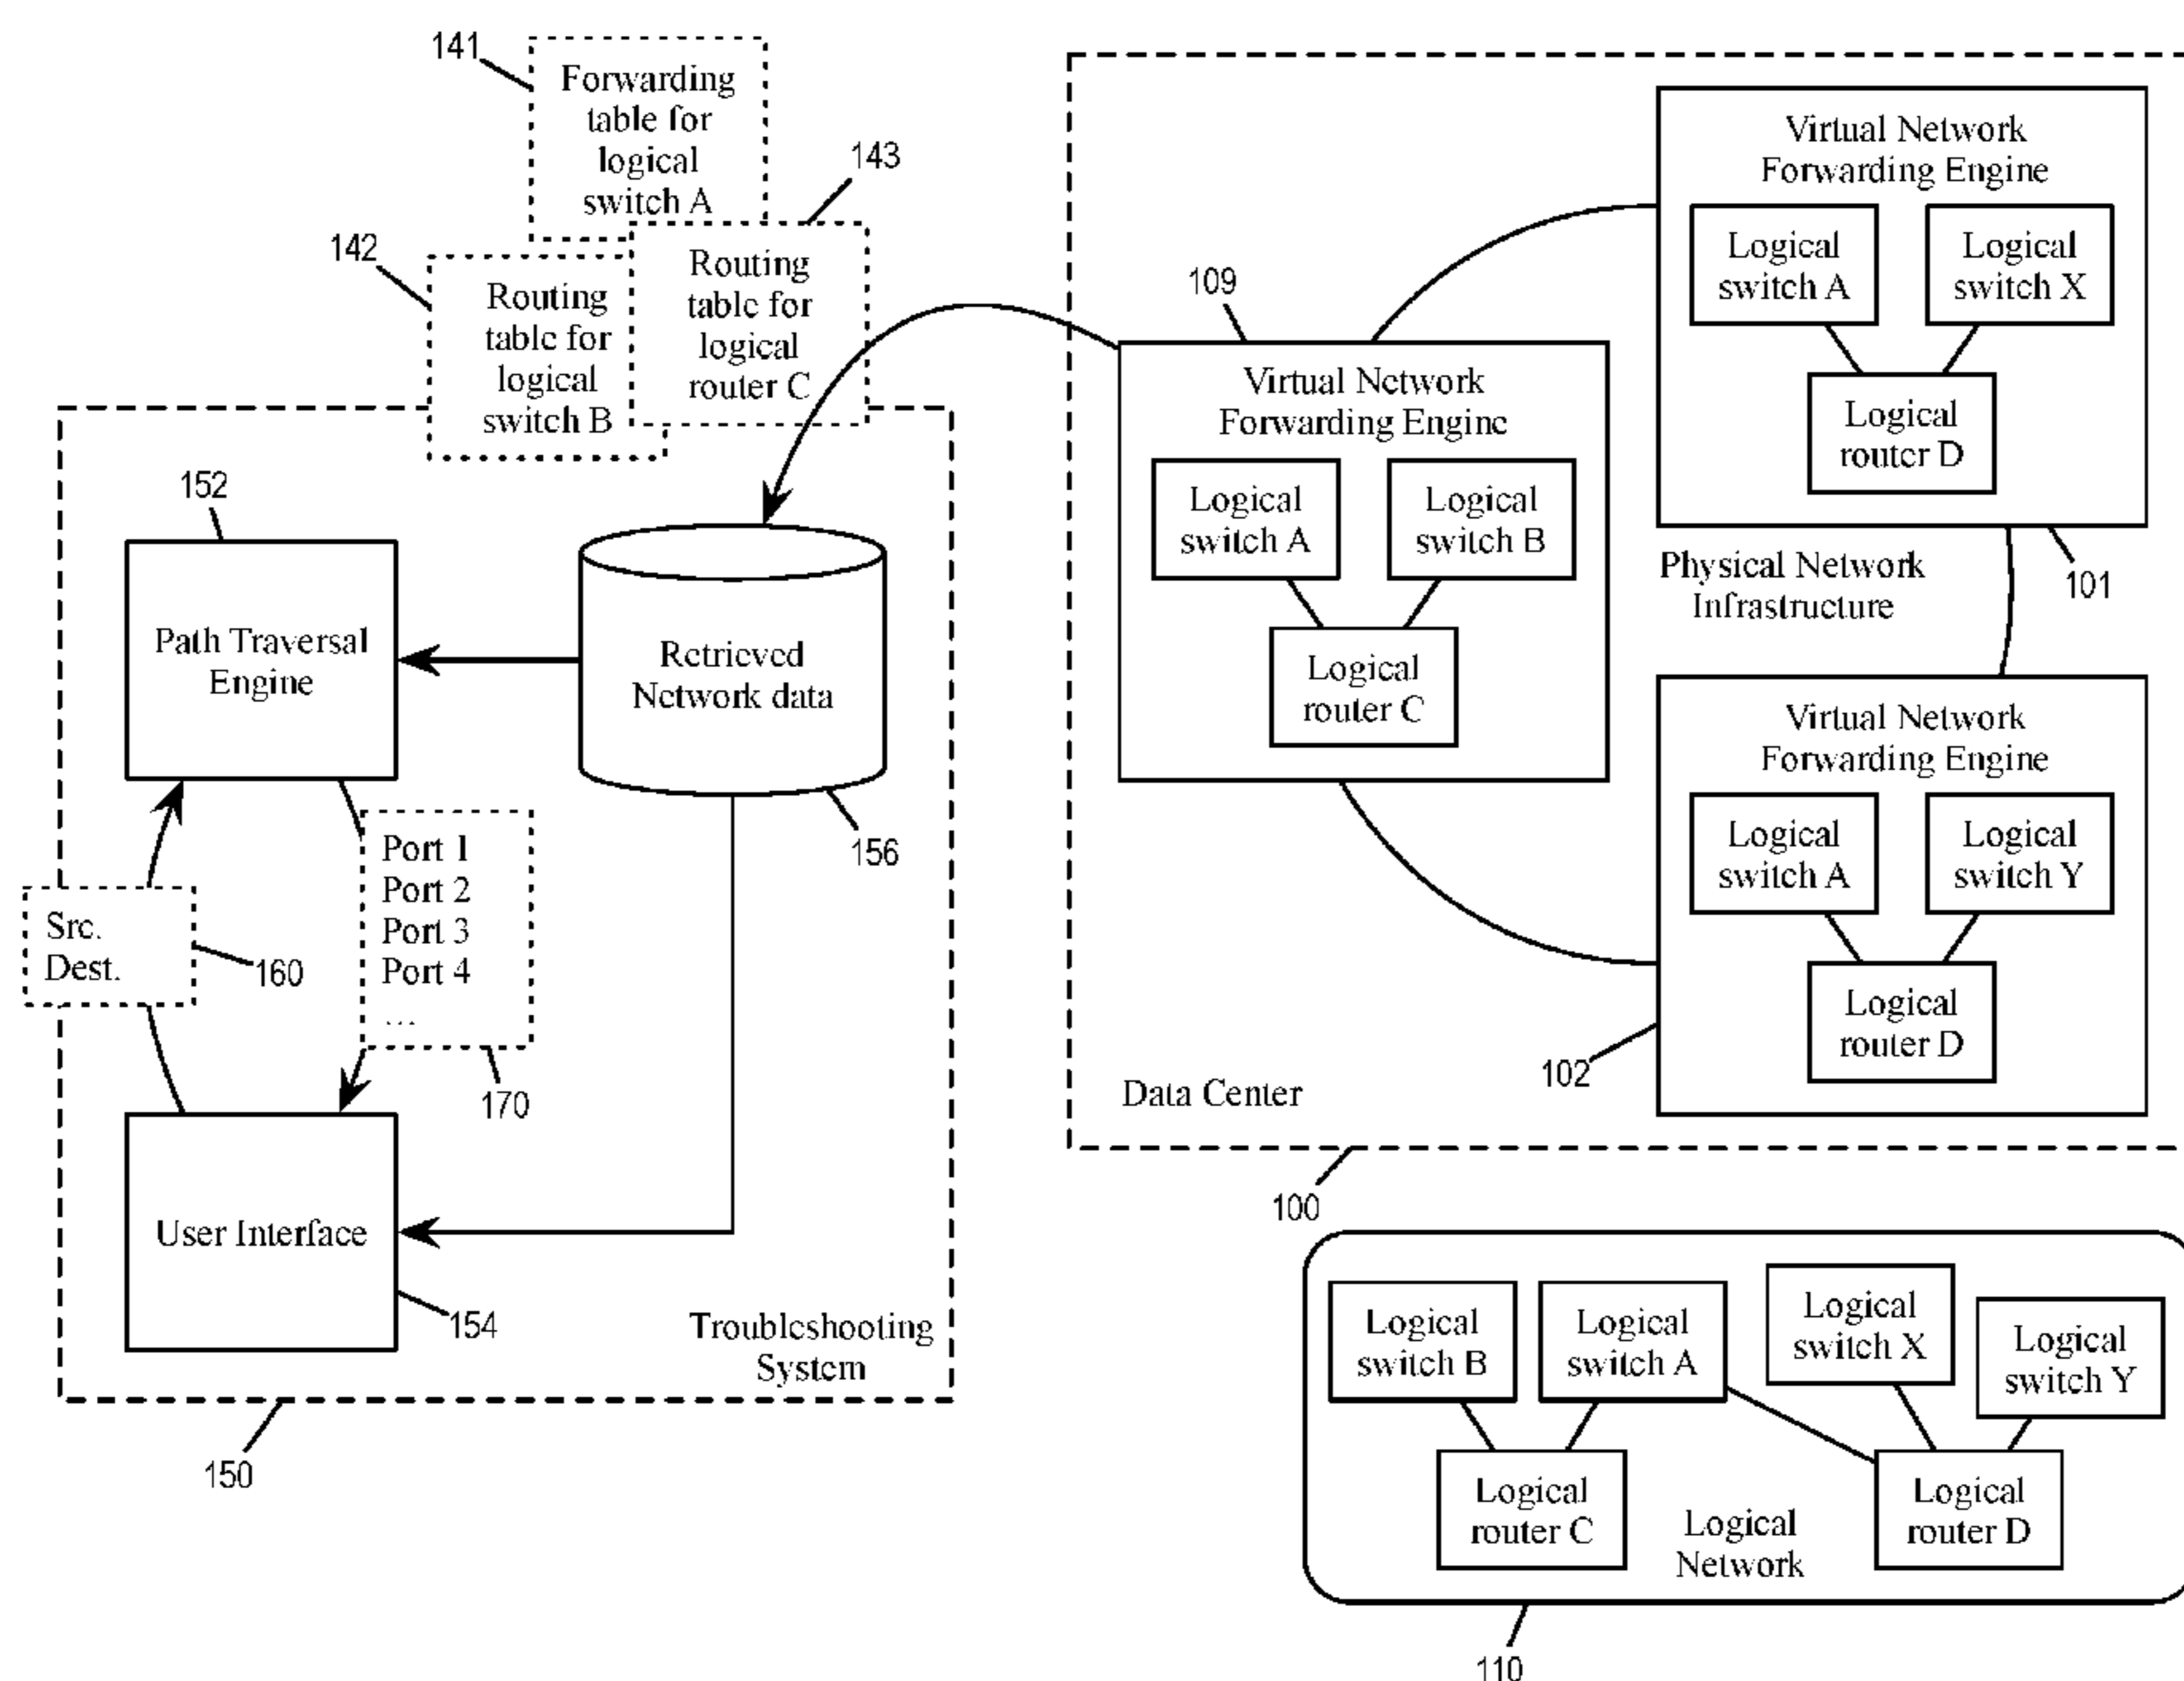 141
Forwarding
table for
logical
switch A
143
142
Routing
table for
logical
router C
Routing
table for
logical
switch B
152
Path Traversal
Engine
Retrieved
Network data
156
Port 1
Port 2
Port 3
Port 4
...
Src.
Dest.
160
170
User Interface
154
Troubleshooting
System
150
109
Virtual Network
Forwarding Engine
Logical
switch A
Logical
switch B
Logical
router C
Virtual Network
Forwarding Engine
Logical
switch A
Logical
switch X
Logical
router D
Physical Network
Infrastructure
101
Virtual Network
Forwarding Engine
Logical
switch A
Logical
switch Y
Logical
router D
102
Data Center
100
Logical
switch B
Logical
switch A
Logical
switch X
Logical
switch Y
Logical
router C
Logical
Network
Logical
router D
110